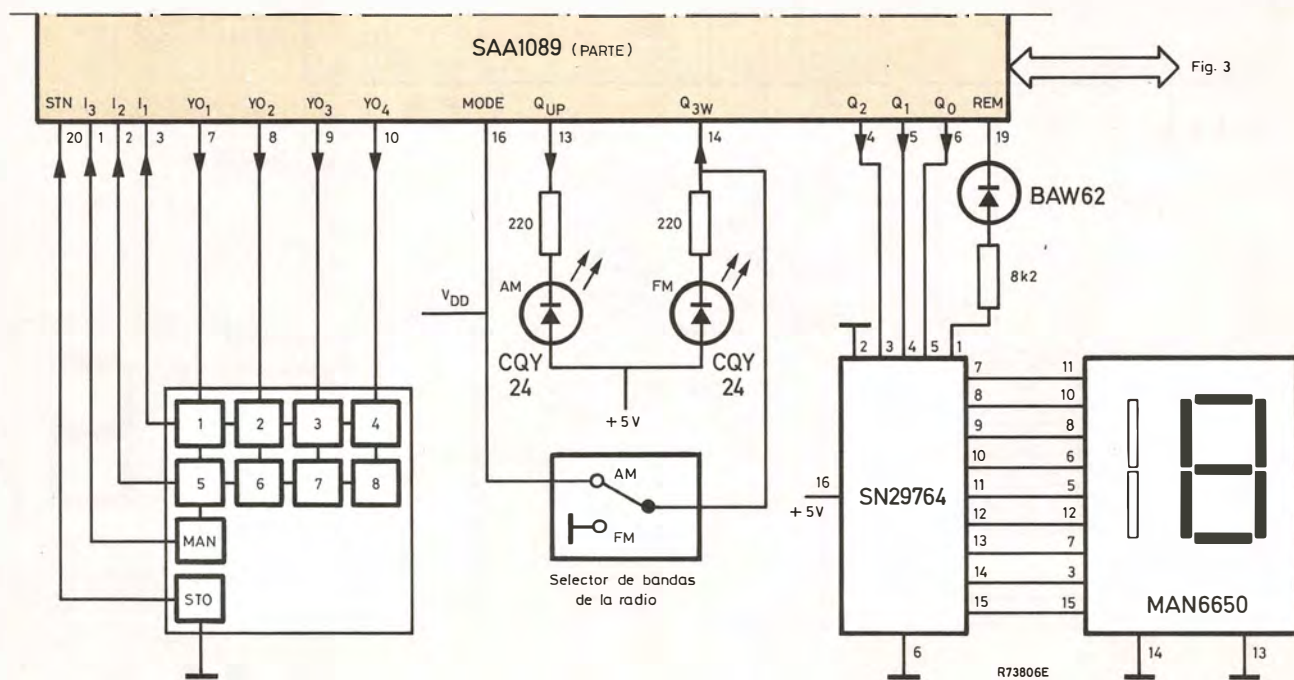 SAA1089 (PARTE)
Fig. 3
STN I3 I2 I1 YO1 YO2 YO3 YO4 MODE QUP Q3W Q2 Q1 Q0 REM
20 1 2 3 7 8 9 10 16 13 14 4 5 6 19
BAW62
220 220
8k2
VDD
AM FM
CQY 24
CQY 24
+5V
2 3 4 5 1
1 2 3 4
5 6 7 8
MAN
STO
AM
FM
Selector de bandas
de la radio
16
+5V
SN29764
7 11
8 10
9 8
10 6
11 5
12 12
13 7
14 3
15 15
MAN6650
6
14 13
R73806E